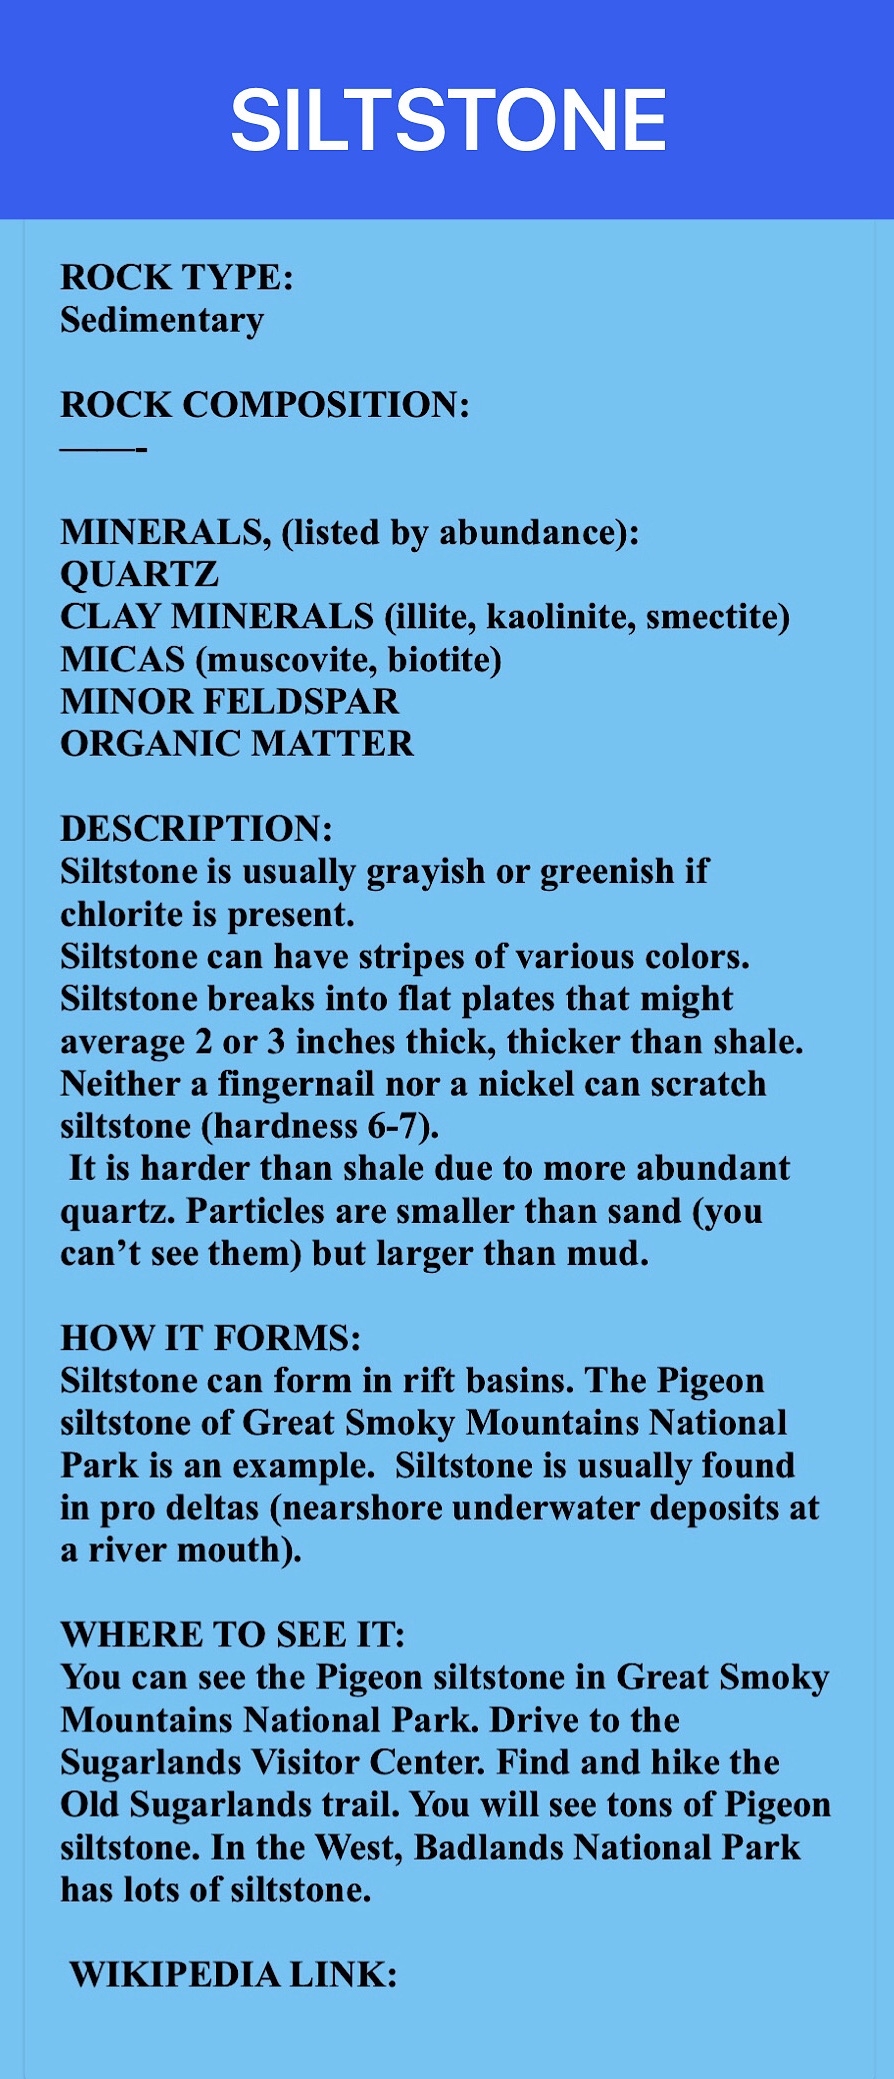 SILTSTONE
ROCK TYPE:
Sedimentary
ROCK COMPOSITION:
——-
MINERALS, (listed by abundance):
QUARTZ
CLAY MINERALS (illite, kaolinite, smectite)
MICAS (muscovite, biotite)
MINOR FELDSPAR
ORGANIC MATTER
DESCRIPTION:
Siltstone is usually grayish or greenish if
chlorite is present.
Siltstone can have stripes of various colors.
Siltstone breaks into flat plates that might
average 2 or 3 inches thick, thicker than shale.
Neither a fingernail nor a nickel can scratch
siltstone (hardness 6-7).
It is harder than shale due to more abundant
quartz. Particles are smaller than sand (you
can’t see them) but larger than mud.
HOW IT FORMS:
Siltstone can form in rift basins. The Pigeon
siltstone of Great Smoky Mountains National
Park is an example.  Siltstone is usually found
in pro deltas (nearshore underwater deposits at
a river mouth).
WHERE TO SEE IT:
You can see the Pigeon siltstone in Great Smoky
Mountains National Park. Drive to the
Sugarlands Visitor Center. Find and hike the
Old Sugarlands trail. You will see tons of Pigeon
siltstone. In the West, Badlands National Park
has lots of siltstone.
WIKIPEDIA LINK: